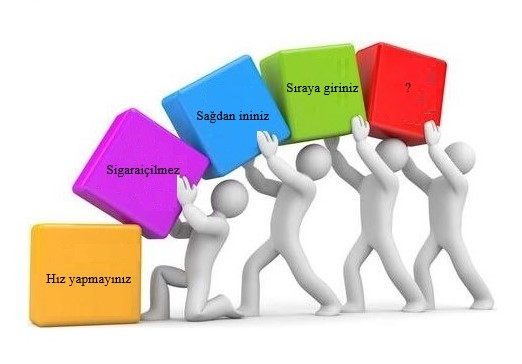 Hız yapmayınız
Sigaraiçilmez
Sağdan ininiz
Sıraya giriniz
?